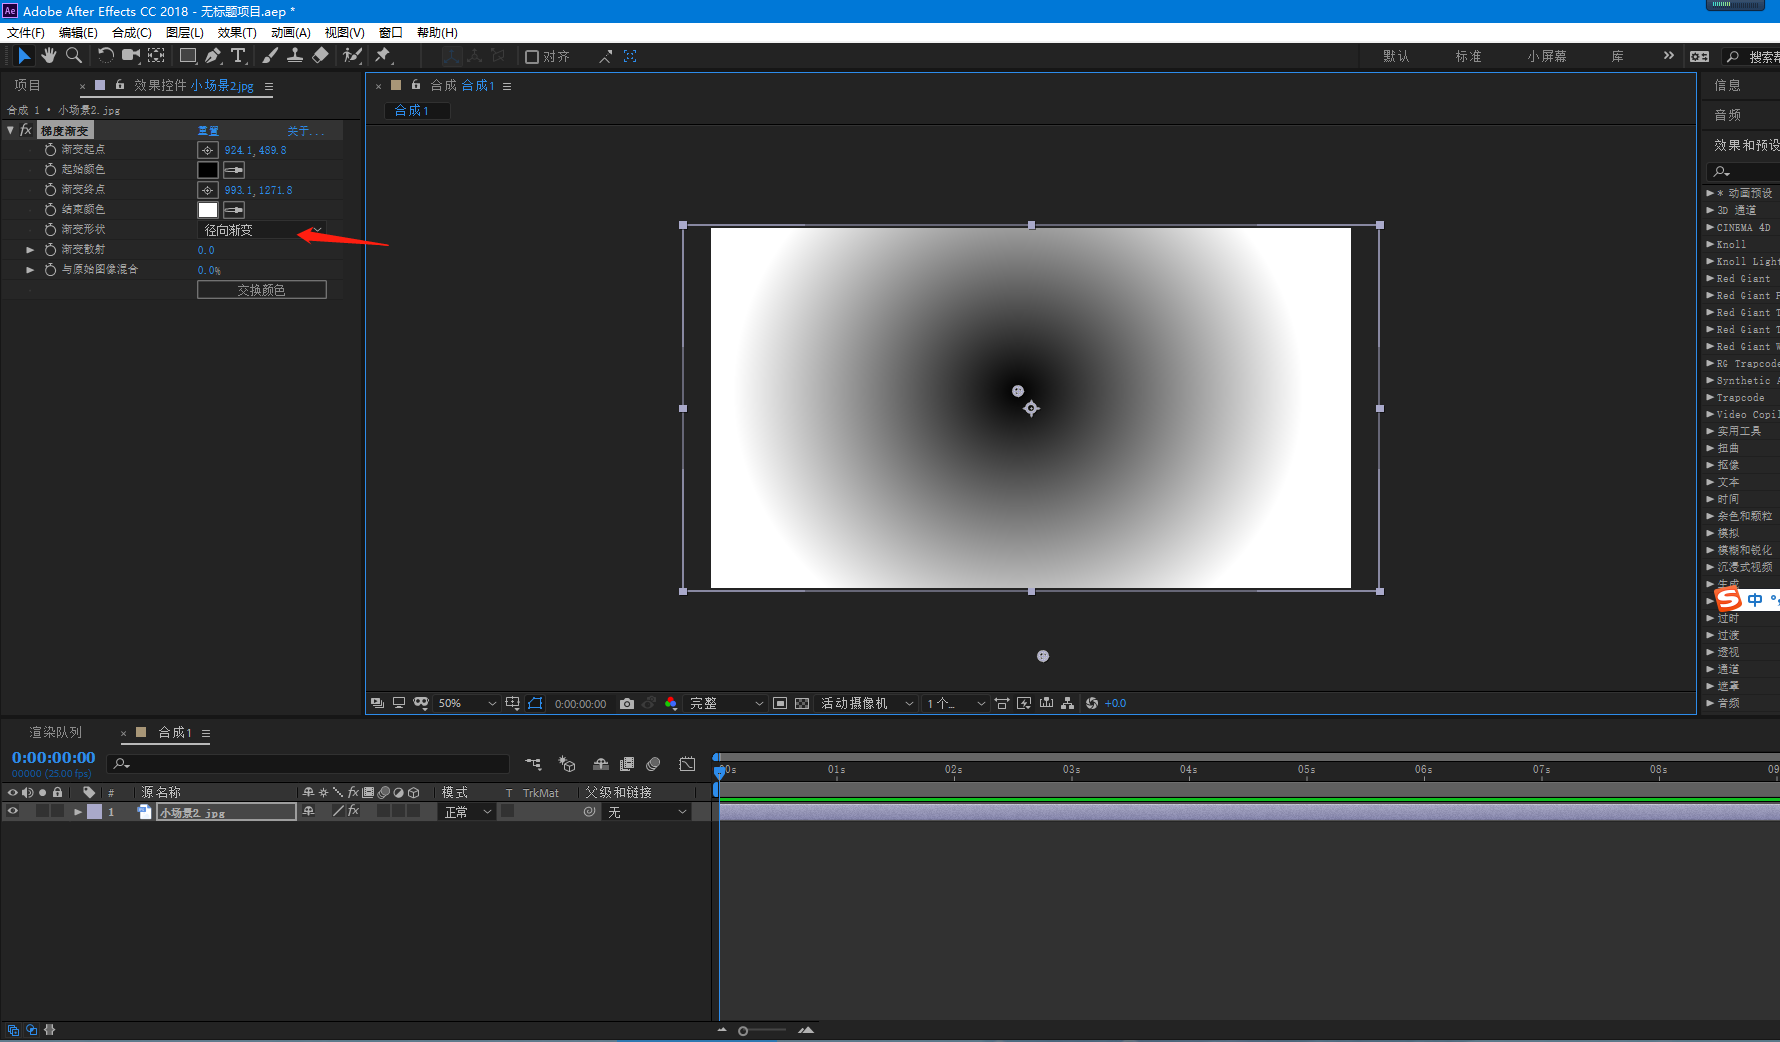 Ae Adobe After Effects CC 2018 - 无标题项目.aep *
文件(F) 编辑(E) 合成(C) 图层(L) 效果(T) 动画(A) 视图(V) 窗口 帮助(H)
对齐 默认 标准 小屏幕 库 » 搜索帮
项目 × 效果控件 小场景2.jpg
合成 1 • 小场景2.jpg
fx 梯度渐变 重置 关于...
渐变起点 924.1,489.8
起始颜色
渐变终点 993.1,1271.8
结束颜色
渐变形状 径向渐变
渐变散射 0.0
与原始图像混合 0.0%
交换颜色
× 合成 合成1
合成1
50% 0:00:00:00 完整 活动摄像机 1个... +0.0
信息
音频
效果和预设
* 动画预设
3D 通道
CINEMA 4D
Knoll
Knoll Light
Red Giant
Red Giant
Red Giant T
Red Giant T
Red Giant
RG Trapcode
Synthetic A
Trapcode
Video Copil
实用工具
扭曲
抠像
文本
时间
杂色和颗粒
模拟
模糊和锐化
沉浸式视频
生成
S 中
过时
过渡
透视
通道
遮罩
音频
渲染队列 × 合成1
0:00:00:00
00000 (25.00 fps)
# 源名称 fx 模式 T TrkMat 父级和链接
1 小场景2.jpg fx 正常 无
00s 01s 02s 03s 04s 05s 06s 07s 08s 09